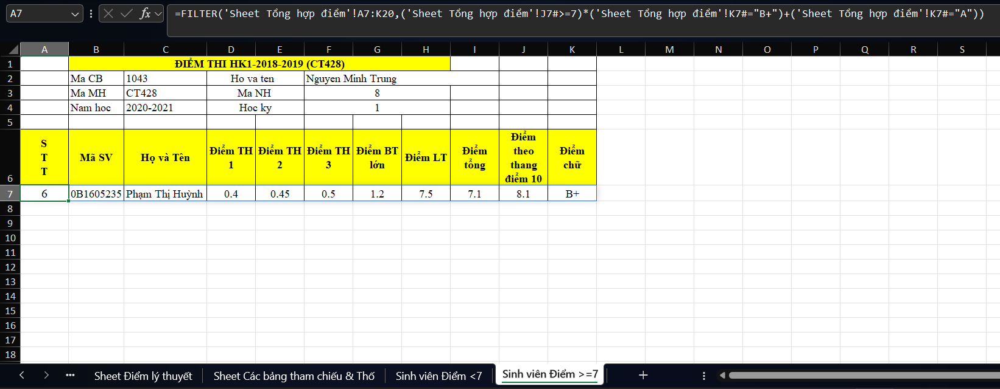 A7
fx
=FILTER('Sheet Tổng hợp điểm'!A7:K20,('Sheet Tổng hợp điểm'!J7#>=7)*('Sheet Tổng hợp điểm'!K7#="B+")+('Sheet Tổng hợp điểm'!K7#="A"))
A B C D E F G H I J K L M N O P Q R S
1 ĐIỂM THI HK1-2018-2019 (CT428)
2 Ma CB 1043 Ho va ten Nguyen Minh Trung
3 Ma MH CT428 Ma NH 8
4 Nam hoc 2020-2021 Hoc ky 1
5
6
S
T
T
Mã SV
Họ và Tên
Điểm TH
1
Điểm TH
2
Điểm TH
3
Điểm BT
lớn
Điểm LT
Điểm
tổng
Điểm
theo
thang
điểm 10
Điểm
chữ
7 6 0B1605235 Phạm Thị Huỳnh 0.4 0.45 0.5 1.2 7.5 7.1 8.1 B+
8
9
10
11
12
13
14
15
16
17
18
Sheet Điểm lý thuyết Sheet Các bảng tham chiếu & Thố Sinh viên Điểm <7 Sinh viên Điểm >=7